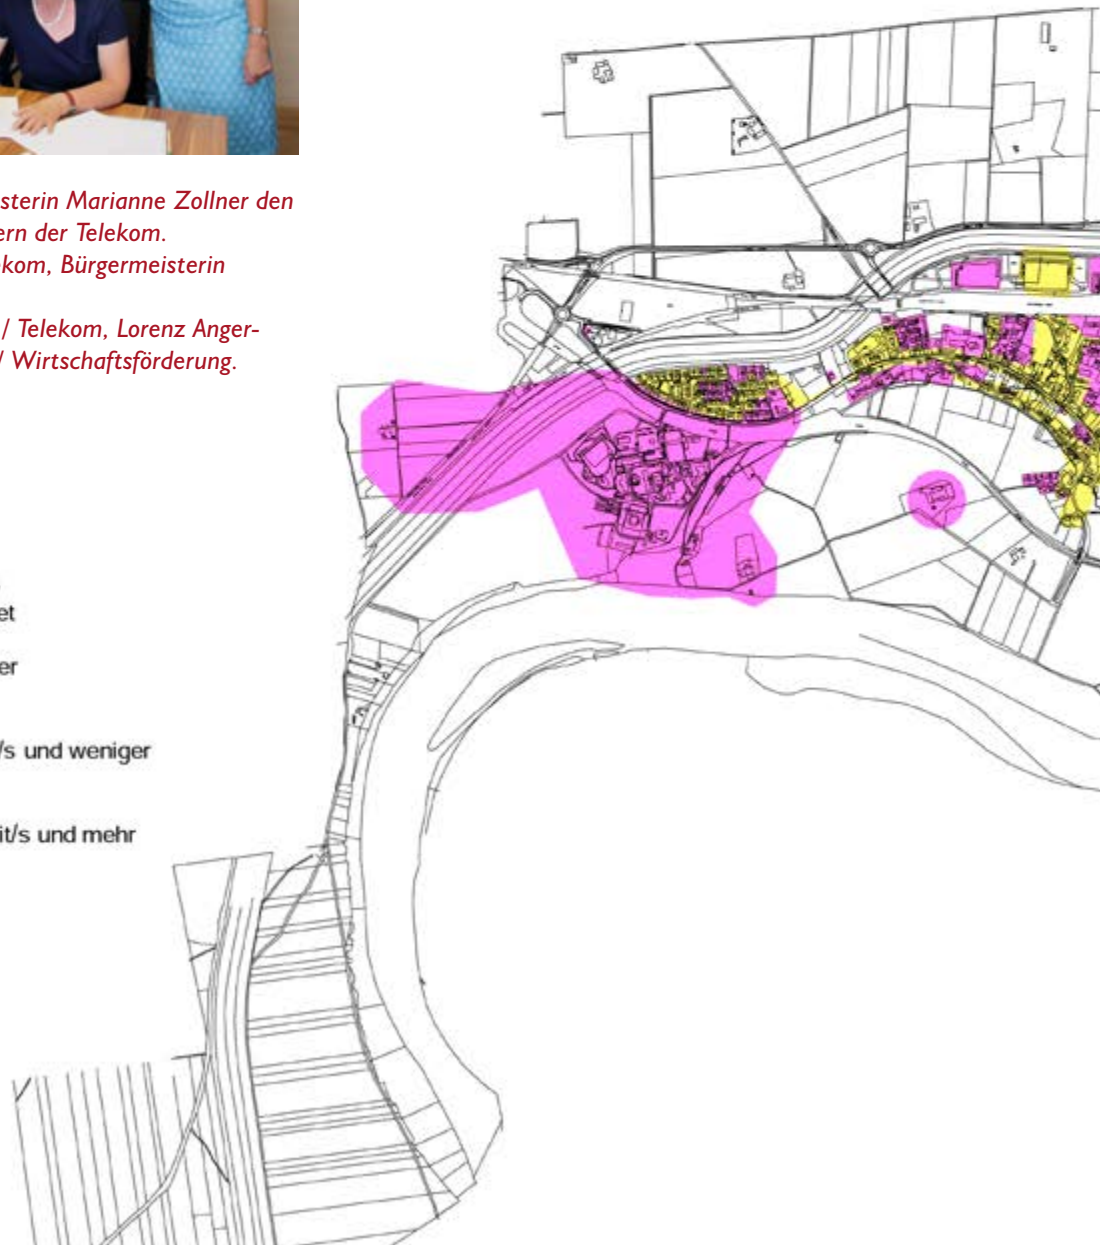 sterin Marianne Zollner den
ern der Telekom.
kom, Bürgermeisterin
/ Telekom, Lorenz Anger-
/ Wirtschaftsförderung.
et
er
/s und weniger
it/s und mehr